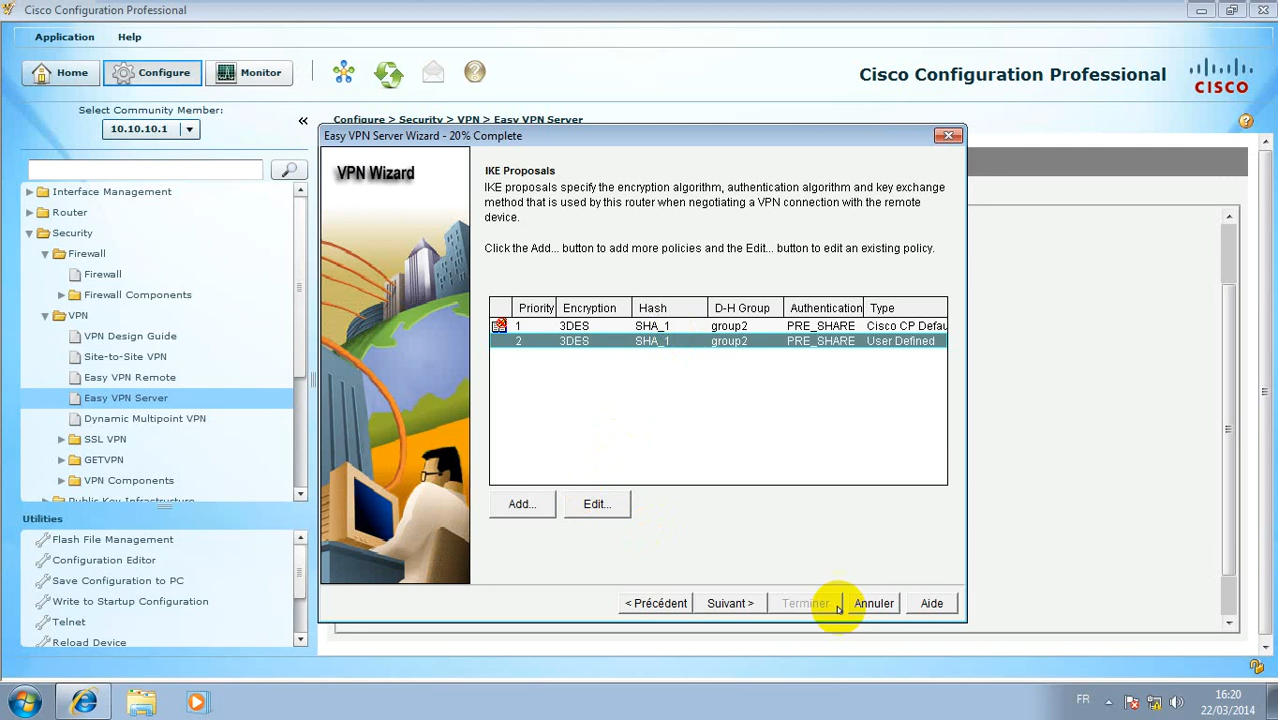 Cisco Configuration Professional
Application Help
Home Configure Monitor
Cisco Configuration Professional
CISCO
Select Community Member:
10.10.10.1
«
Configure > Security > VPN > Easy VPN Server
Interface Management
Router
Security
Firewall
Firewall
Firewall Components
VPN
VPN Design Guide
Site-to-Site VPN
Easy VPN Remote
Easy VPN Server
Dynamic Multipoint VPN
SSL VPN
GETVPN
VPN Components
Public Key Infrastructure
Utilities
Flash File Management
Configuration Editor
Save Configuration to PC
Write to Startup Configuration
Telnet
Reload Device
Easy VPN Server Wizard - 20% Complete
VPN Wizard
IKE Proposals
IKE proposals specify the encryption algorithm, authentication algorithm and key exchange
method that is used by this router when negotiating a VPN connection with the remote
device.
Click the Add... button to add more policies and the Edit... button to edit an existing policy.
Priority Encryption Hash D-H Group Authentication Type
1 3DES SHA_1 group2 PRE_SHARE Cisco CP Defau
2 3DES SHA_1 group2 PRE_SHARE User Defined
Add... Edit...
< Précédent Suivant > Terminer Annuler Aide
FR
16:20
22/03/2014